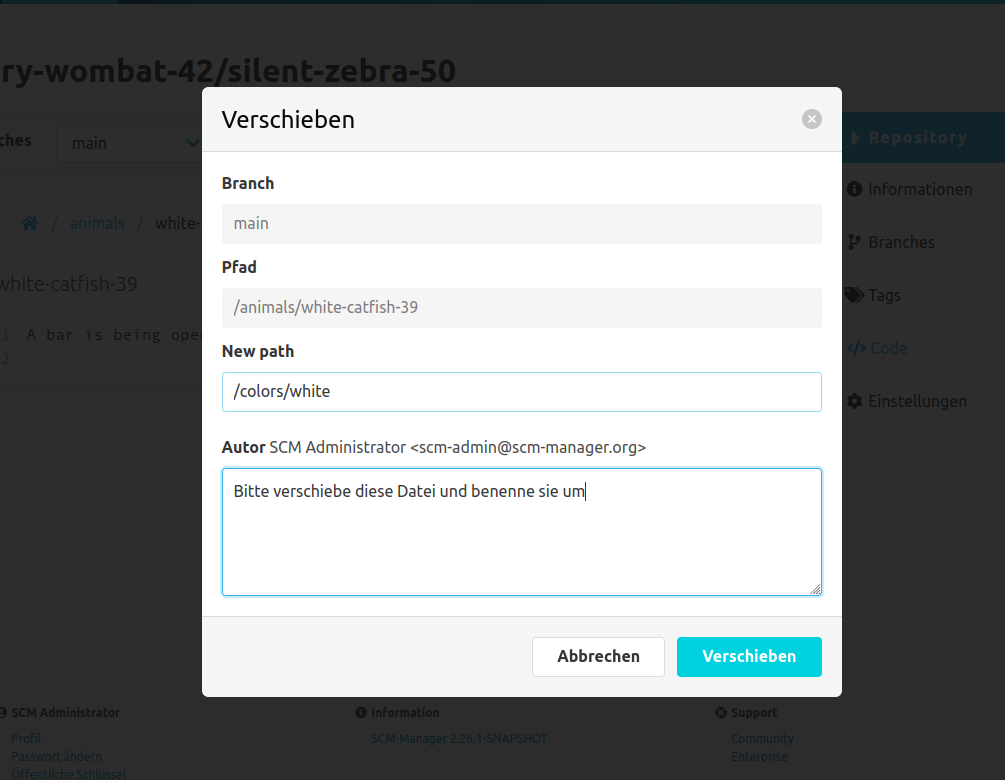 ry-wombat-42/silent-zebra-50
Verschieben
ches
main
Repository
Branch
Informationen
main
/ animals / white-
Branches
Pfad
white-catfish-39
Tags
/animals/white-catfish-39
1 A bar is being ope
New path
2
Code
/colors/white
Einstellungen
Autor SCM Administrator <scm-admin@scm-manager.org>
Bitte verschiebe diese Datei und benenne sie um
Abbrechen
Verschieben
SCM Administrator
Profil
Passwort ändern
Öffentliche Schlüssel
Information
SCM-Manager 2.26.1-SNAPSHOT
Support
Community
Enterprise